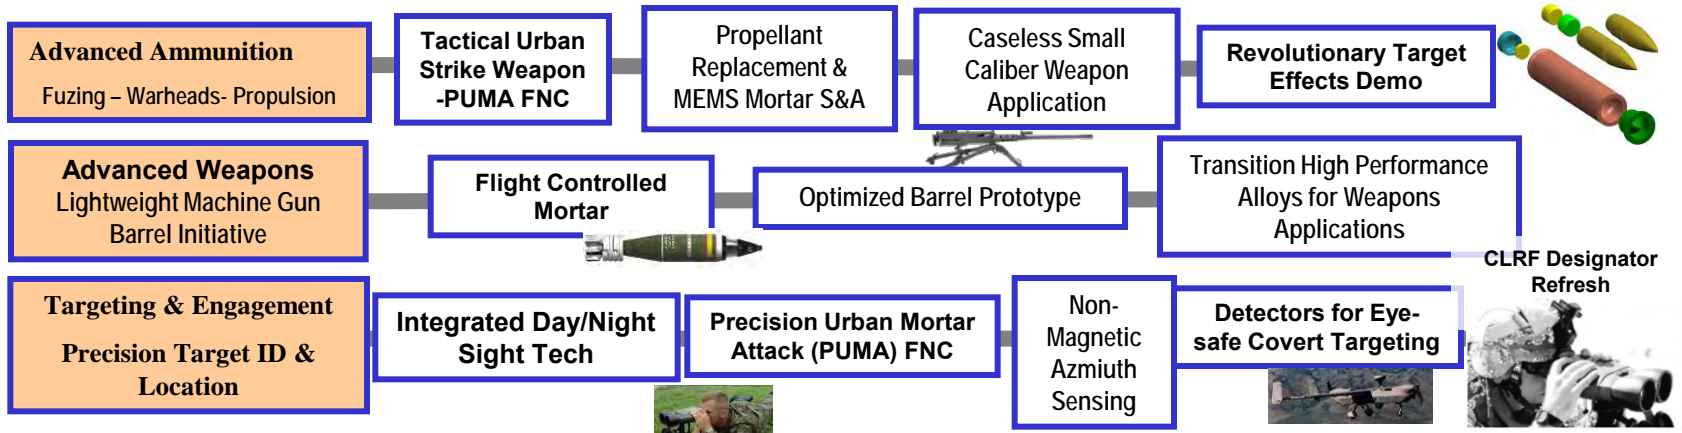 Advanced Ammunition
Fuzing – Warheads- Propulsion
Tactical Urban
Strike Weapon
-PUMA FNC
Propellant
Replacement &
MEMS Mortar S&A
Caseless Small
Caliber Weapon
Application
Revolutionary Target
Effects Demo
Advanced Weapons
Lightweight Machine Gun
Barrel Initiative
Flight Controlled
Mortar
Optimized Barrel Prototype
Transition High Performance
Alloys for Weapons
Applications
Targeting & Engagement
Precision Target ID &
Location
Integrated Day/Night
Sight Tech
Precision Urban Mortar
Attack (PUMA) FNC
Non-
Magnetic
Azmiuth
Sensing
Detectors for Eye-
safe Covert Targeting
CLRF Designator
Refresh